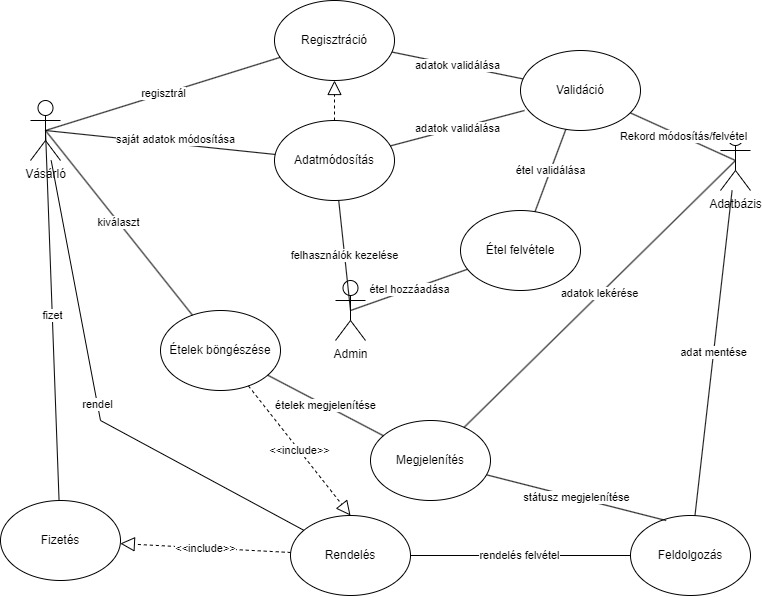 Regisztráció
adatok validálása
Validáció
regisztrál
saját adatok módosítása
adatok validálása
Rekord módosítás/felvétel
Adatmódosítás
Vásárló
étel validálása
Adatbázis
kiválaszt
felhasználók kezelése
Étel felvétele
étel hozzáadása
adatok lekérése
fizet
Ételek böngészése
Admin
adat mentése
rendel
ételek megjelenítése
<<include>>
Megjelenítés
státusz megjelenítése
Fizetés
<<include>>
Rendelés
rendelés felvétel
Feldolgozás